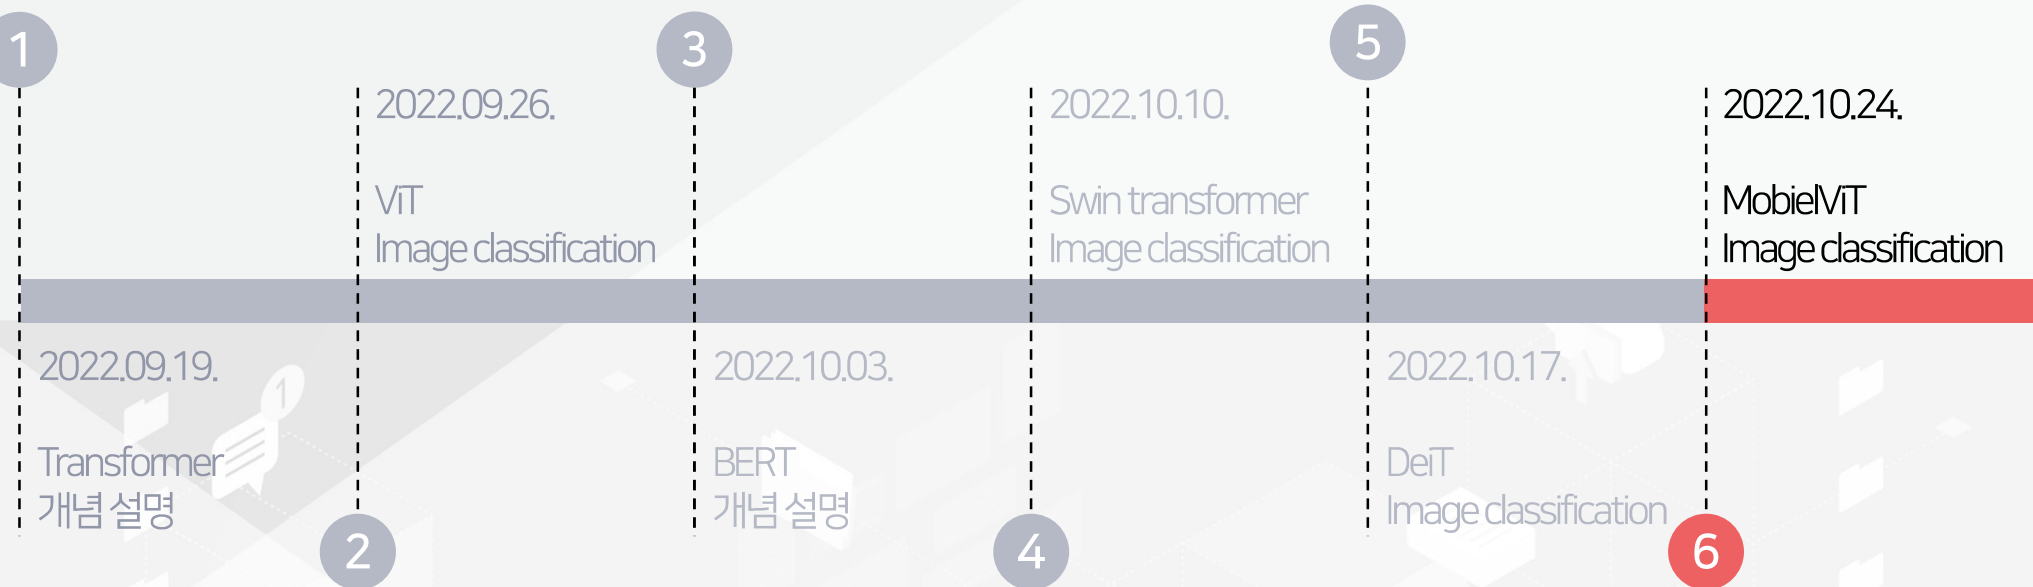 1
2022.09.19.
Transformer
개념 설명
2
2022.09.26.
ViT
Image classification
3
2022.10.03.
BERT
개념 설명
4
2022.10.10.
Swin transformer
Image classification
5
2022.10.17.
DeiT
Image classification
6
2022.10.24.
MobielViT
Image classification
1